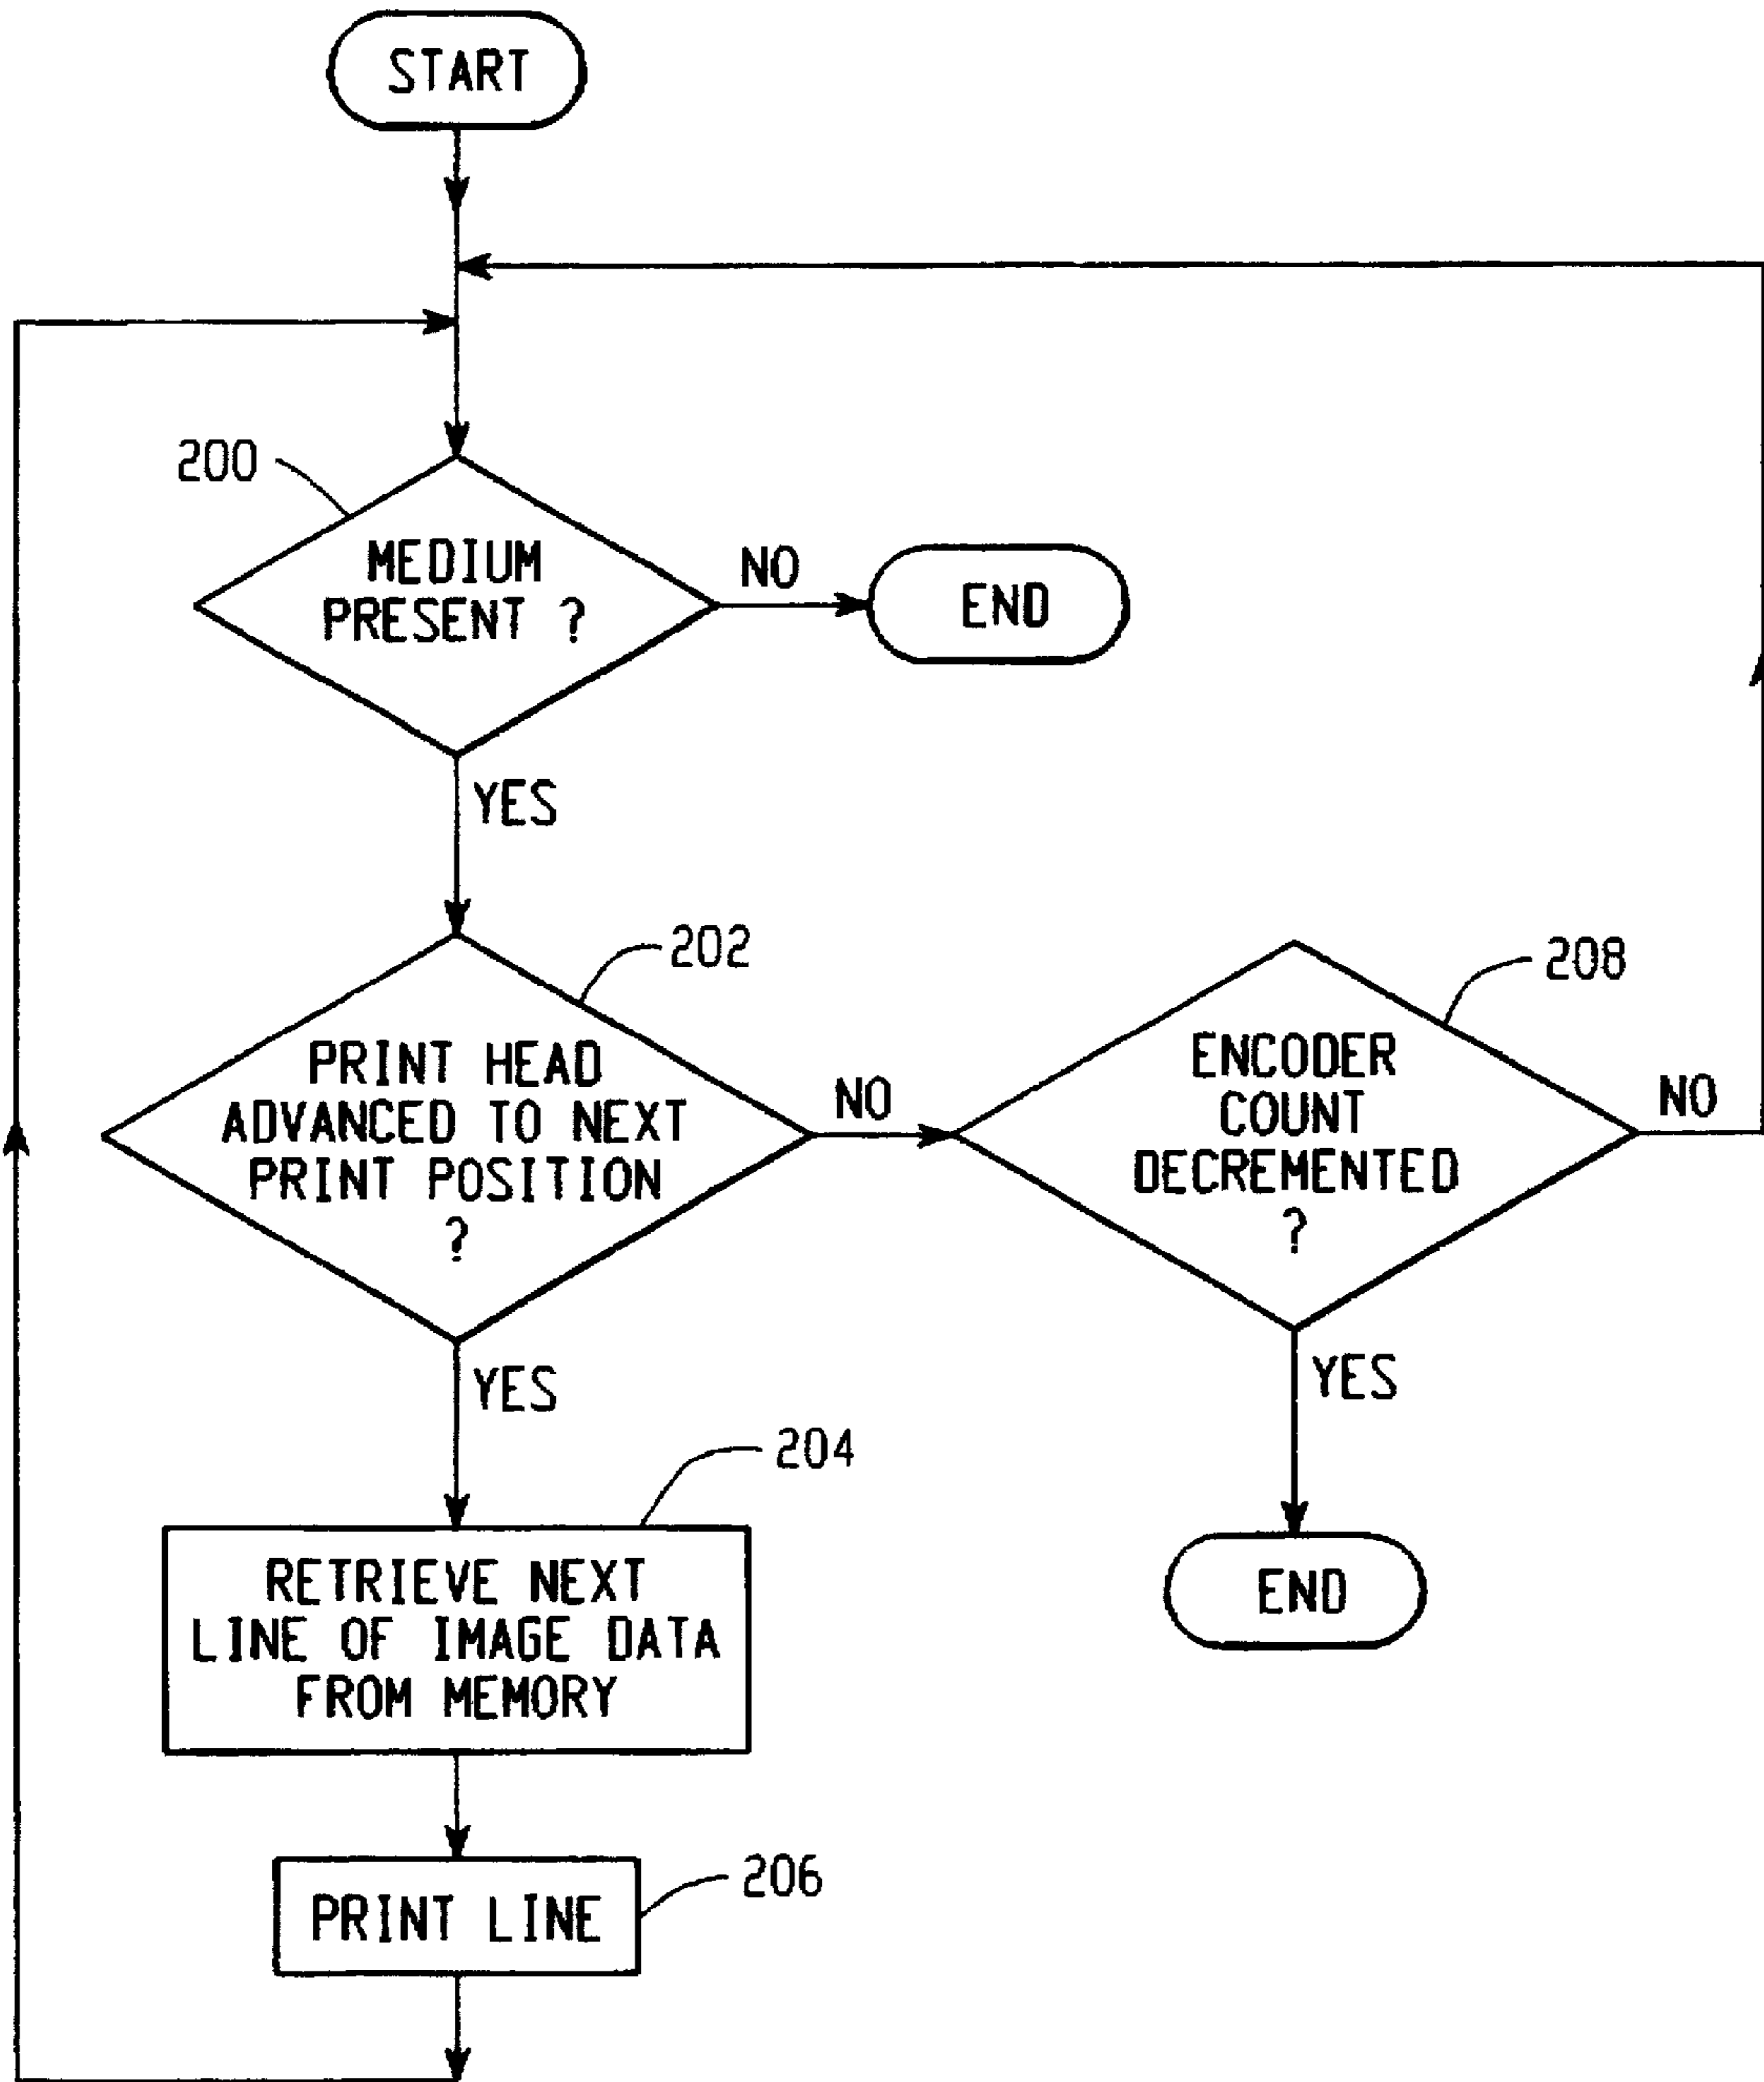 START
200
MEDIUM
PRESENT ?
NO
END
YES
202
PRINT HEAD
ADVANCED TO NEXT
PRINT POSITION
?
NO
208
ENCODER
COUNT
DECREMENTED
?
NO
YES
YES
204
RETRIEVE NEXT
LINE OF IMAGE DATA
FROM MEMORY
END
206
PRINT LINE